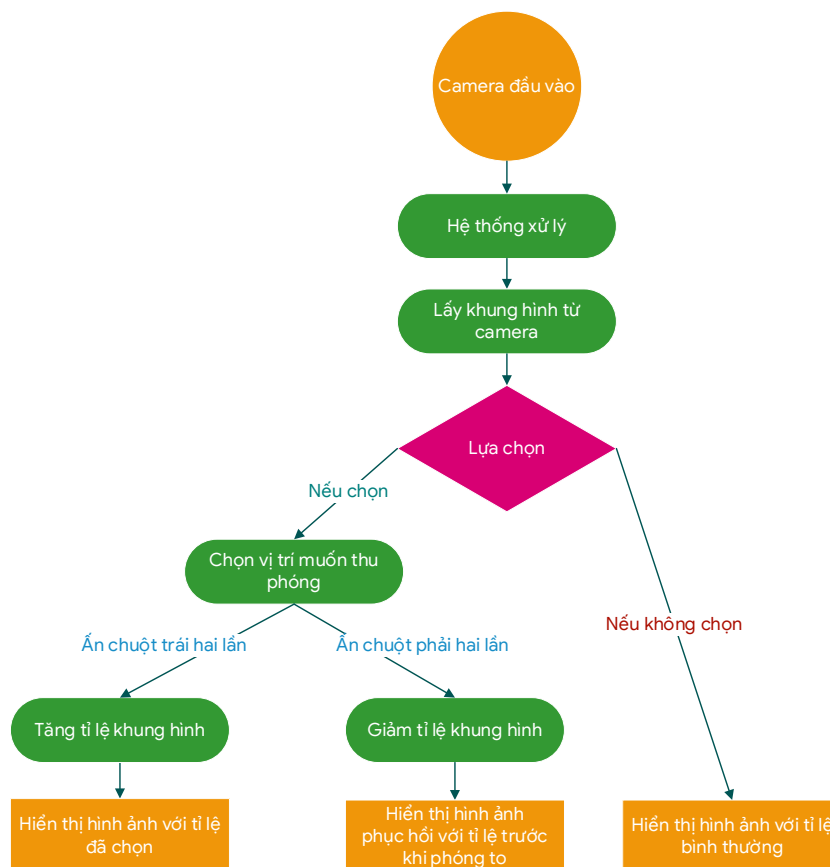 Camera đầu vào
Hệ thống xử lý
Lấy khung hình từ
camera
Lựa chọn
Nếu chọn
Chọn vị trí muốn thu
phóng
Nếu không chọn
Ấn chuột trái hai lần
Ấn chuột phải hai lần
Tăng tỉ lệ khung hình
Giảm tỉ lệ khung hình
Hiển thị hình ảnh với tỉ lệ
đã chọn
Hiển thị hình ảnh
phục hồi với tỉ lệ trước
khi phóng to
Hiển thị hình ảnh với tỉ lệ
bình thường